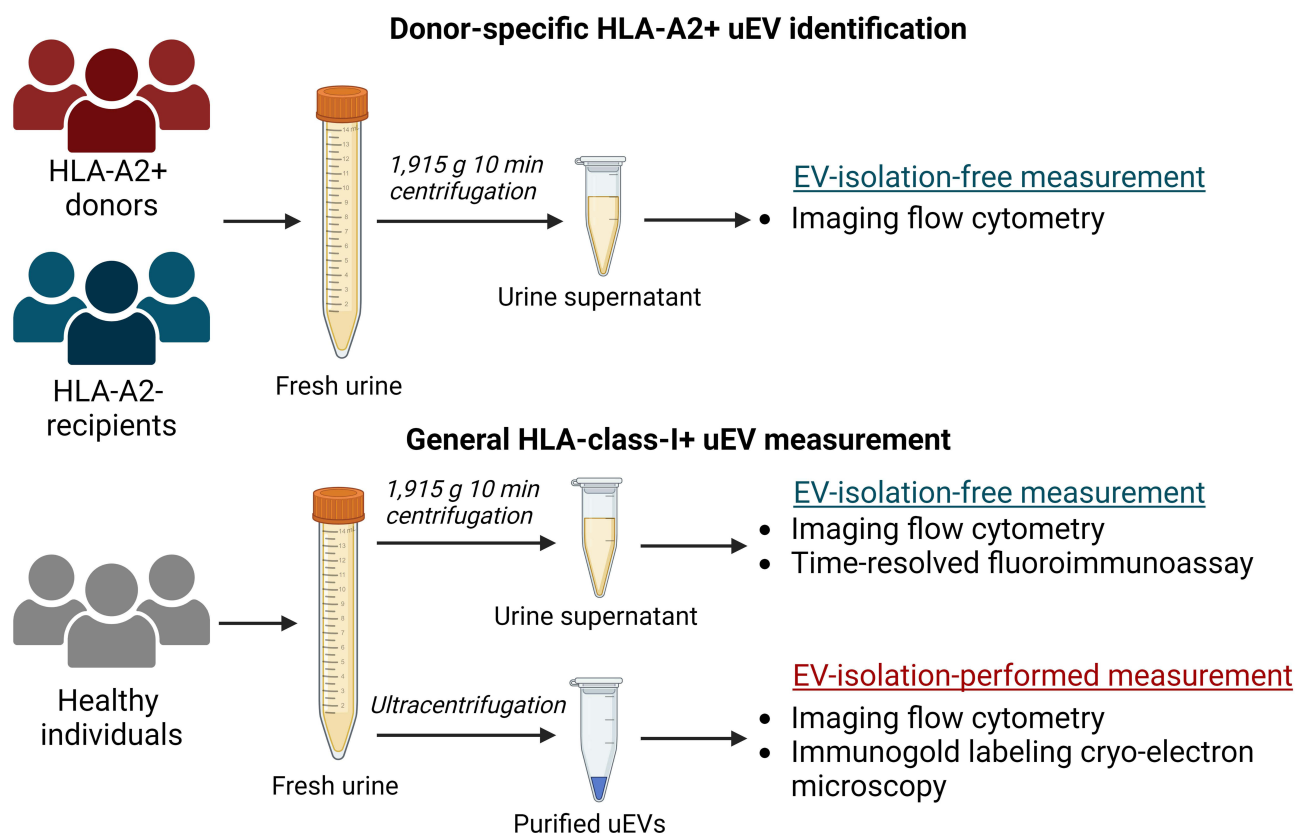 Donor-specific HLA-A2+ uEV identification
HLA-A2+
donors
HLA-A2-
recipients
Fresh urine
1,915 g 10 min
centrifugation
Urine supernatant
EV-isolation-free measurement
• Imaging flow cytometry
General HLA-class-I+ uEV measurement
Healthy
individuals
Fresh urine
1,915 g 10 min
centrifugation
Urine supernatant
EV-isolation-free measurement
• Imaging flow cytometry
• Time-resolved fluoroimmunoassay
Ultracentrifugation
Purified uEVs
EV-isolation-performed measurement
• Imaging flow cytometry
• Immunogold labeling cryo-electron
microscopy